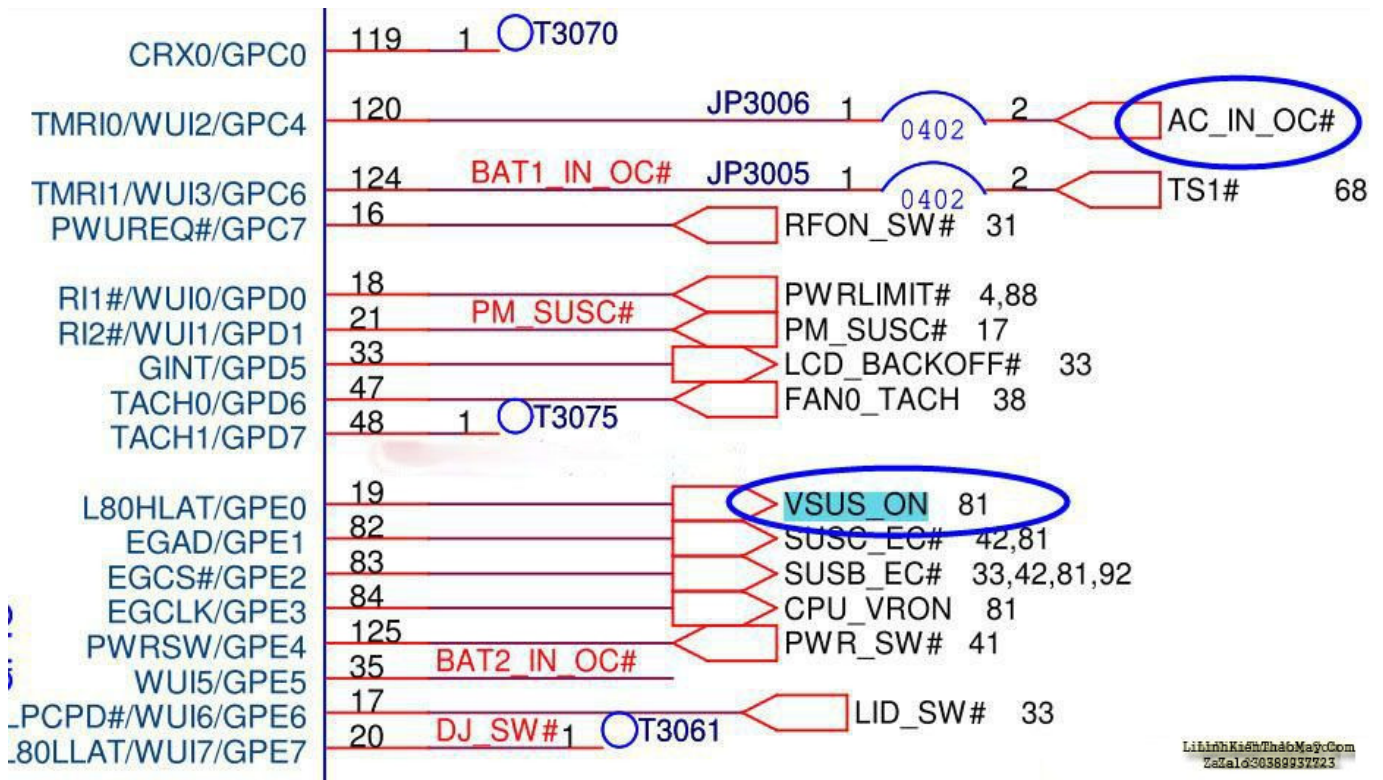 CRX0/GPC0 119 1 T3070
TMRI0/WUI2/GPC4 120 JP3006 1 0402 2 AC_IN_OC#
TMRI1/WUI3/GPC6 124 BAT1_IN_OC# JP3005 1 0402 2 TS1# 68
PWUREQ#/GPC7 16 RFON_SW# 31
RI1#/WUI0/GPD0 18 PWRLIMIT# 4,88
RI2#/WUI1/GPD1 21 PM_SUSC# PM_SUSC# 17
GINT/GPD5 33 LCD_BACKOFF# 33
TACH0/GPD6 47 FAN0_TACH 38
TACH1/GPD7 48 1 T3075
L80HLAT/GPE0 19 VSUS_ON 81
EGAD/GPE1 82 SUSC_EC# 42,81
EGCS#/GPE2 83 SUSB_EC# 33,42,81,92
EGCLK/GPE3 84 CPU_VRON 81
PWRSW/GPE4 125 PWR_SW# 41
WUI5/GPE5 35 BAT2_IN_OC#
LPCPD#/WUI6/GPE6 17 LID_SW# 33
L80LLAT/WUI7/GPE7 20 DJ_SW# 1 T3061